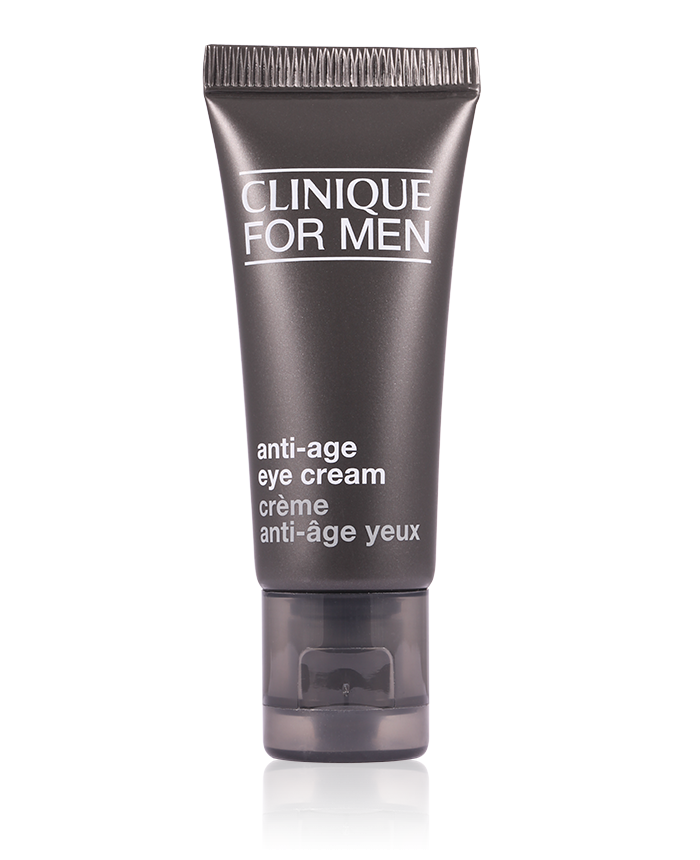 CLINIQUE
FOR MEN
anti-age
eye cream
crème
anti-âge yeux